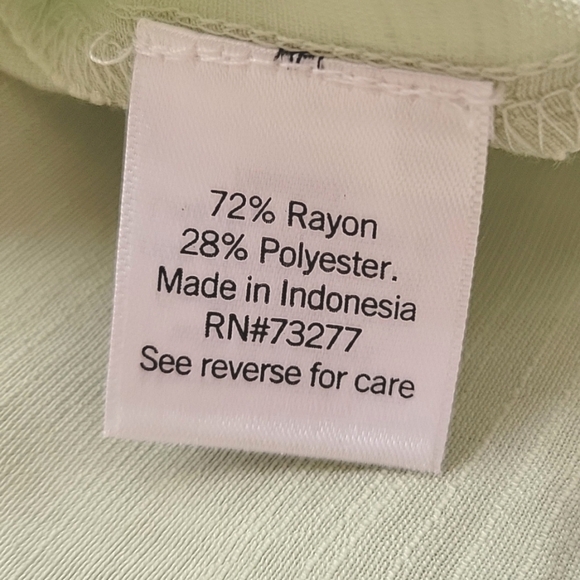 72% Rayon
28% Polyester.
Made in Indonesia
RN#73277
See reverse for care